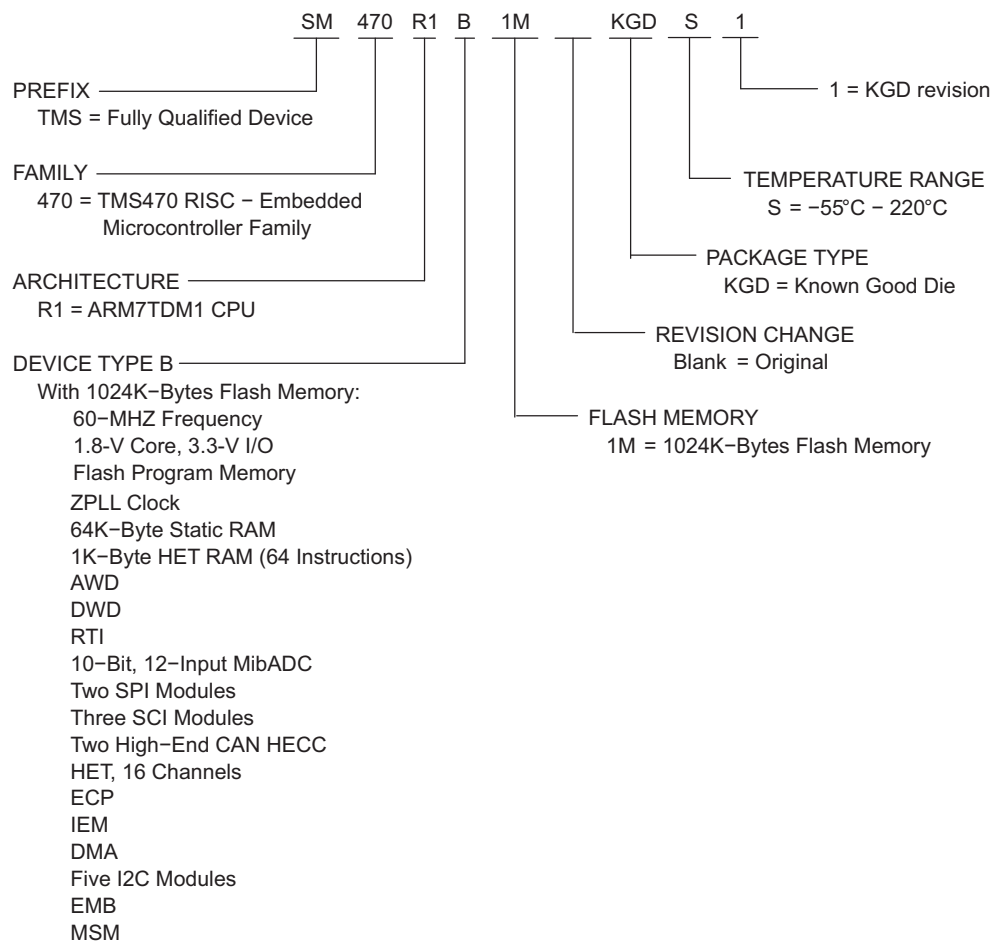 SM 470 R1 B 1M KGD S 1
PREFIX
TMS = Fully Qualified Device
FAMILY
470 = TMS470 RISC − Embedded
Microcontroller Family
ARCHITECTURE
R1 = ARM7TDM1 CPU
DEVICE TYPE B
With 1024K−Bytes Flash Memory:
60−MHZ Frequency
1.8-V Core, 3.3-V I/O
Flash Program Memory
ZPLL Clock
64K−Byte Static RAM
1K−Byte HET RAM (64 Instructions)
AWD
DWD
RTI
10−Bit, 12−Input MibADC
Two SPI Modules
Three SCI Modules
Two High−End CAN HECC
HET, 16 Channels
ECP
IEM
DMA
Five I2C Modules
EMB
MSM
1 = KGD revision
TEMPERATURE RANGE
S = −55°C − 220°C
PACKAGE TYPE
KGD = Known Good Die
REVISION CHANGE
Blank = Original
FLASH MEMORY
1M = 1024K−Bytes Flash Memory